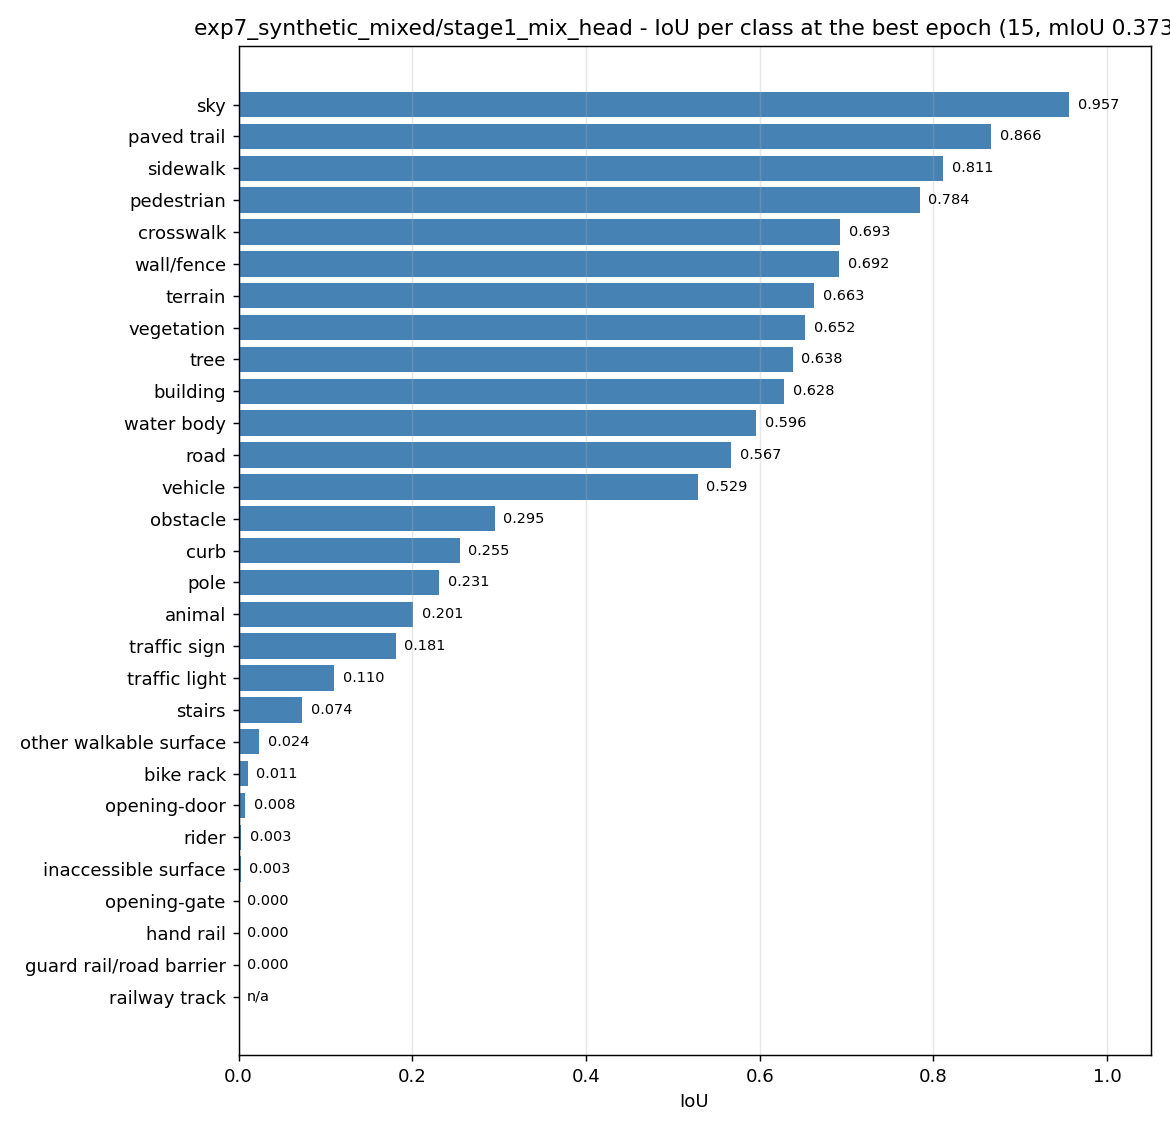 exp7_synthetic_mixed/stage1_mix_head - IoU per class at the best epoch (15, mIoU 0.373
sky 0.957
paved trail 0.866
sidewalk 0.811
pedestrian 0.784
crosswalk 0.693
wall/fence 0.692
terrain 0.663
vegetation 0.652
tree 0.638
building 0.628
water body 0.596
road 0.567
vehicle 0.529
obstacle 0.295
curb 0.255
pole 0.231
animal 0.201
traffic sign 0.181
traffic light 0.110
stairs 0.074
other walkable surface 0.024
bike rack 0.011
opening-door 0.008
rider 0.003
inaccessible surface 0.003
opening-gate 0.000
hand rail 0.000
guard rail/road barrier 0.000
railway track n/a
0.0 0.2 0.4 0.6 0.8 1.0
IoU